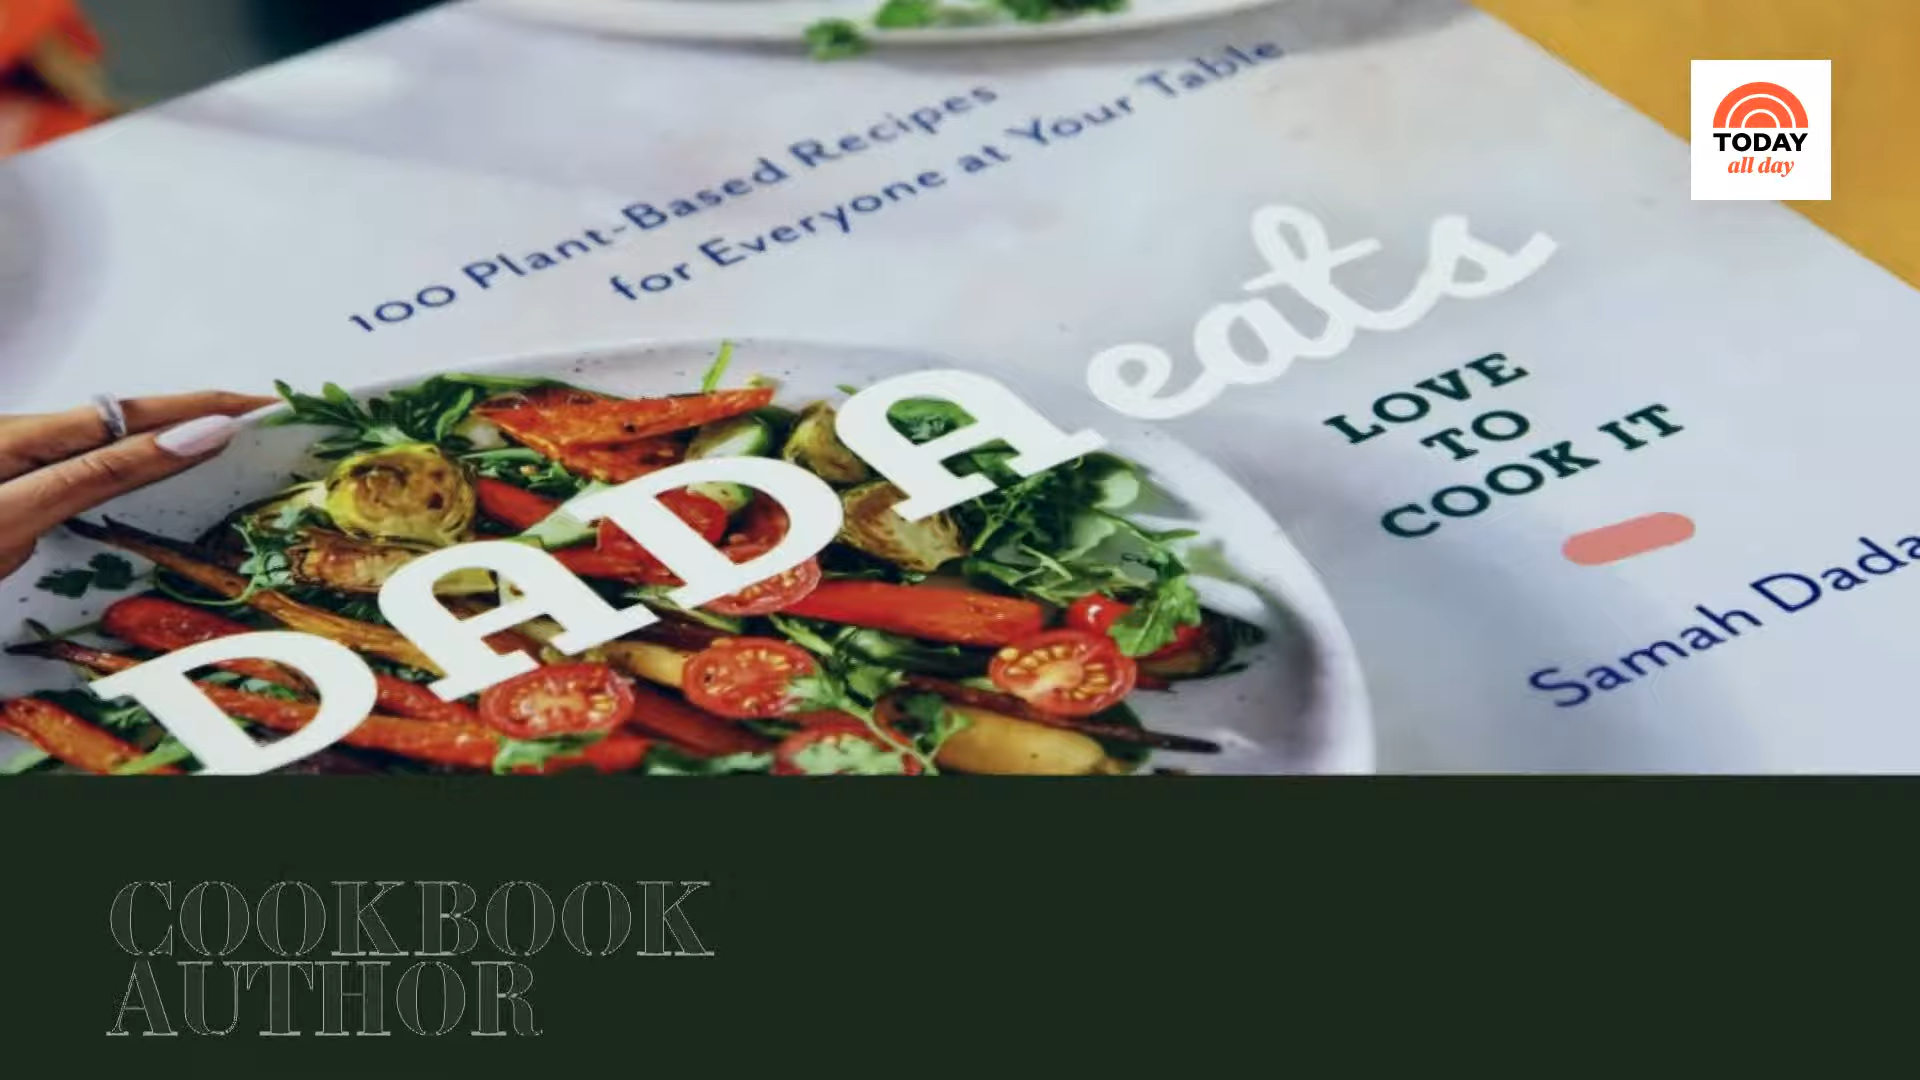 100 Plant-Based Recipes
for Everyone at Your Table
TODAY
all day
DADA eats
LOVE
TO
COOK IT
Samah Dada
COOKBOOK
AUTHOR